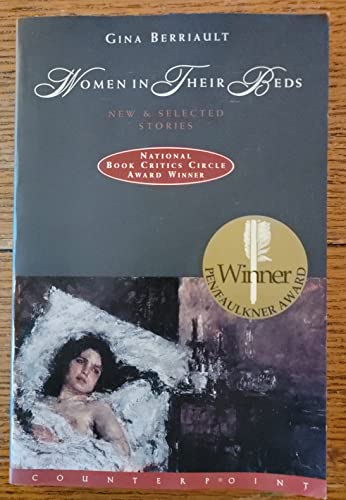 GINA BERRIAULT
WOMEN IN THEIR BEDS
NEW & SELECTED
STORIES
NATIONAL
BOOK CRITICS CIRCLE
AWARD WINNER
Winner
PEN/FAULKNER AWARD
COUNTERPOINT